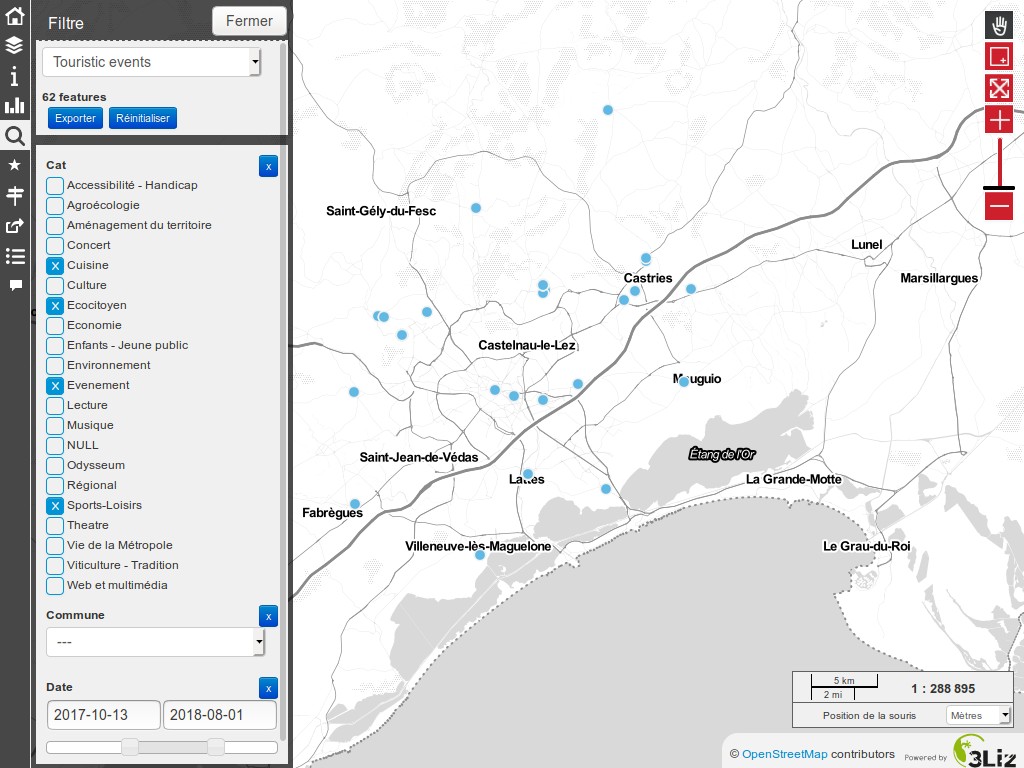 Filtre
Fermer
Touristic events
62 features
Exporter
Réinitialiser
Cat
x
Accessibilité - Handicap
Agroécologie
Aménagement du territoire
Concert
X Cuisine
Culture
X Ecocitoyen
Economie
Enfants - Jeune public
Environnement
X Evenement
Lecture
Musique
NULL
Odysseum
Régional
X Sports-Loisirs
Theatre
Vie de la Métropole
Viticulture - Tradition
Web et multimédia
Commune
x
---
Date
x
2017-10-13
2018-08-01
Saint-Gély-du-Fesc
Lunel
Castries
Marsillargues
Castelnau-le-Lez
Mauguio
Étang de l'Or
Saint-Jean-de-Védas
Lattes
La Grande-Motte
Fabrègues
Villeneuve-lès-Maguelone
Le Grau-du-Roi
5 km
2 mi
1 : 288 895
Position de la souris
Mètres
© OpenStreetMap contributors
Powered by
3Liz